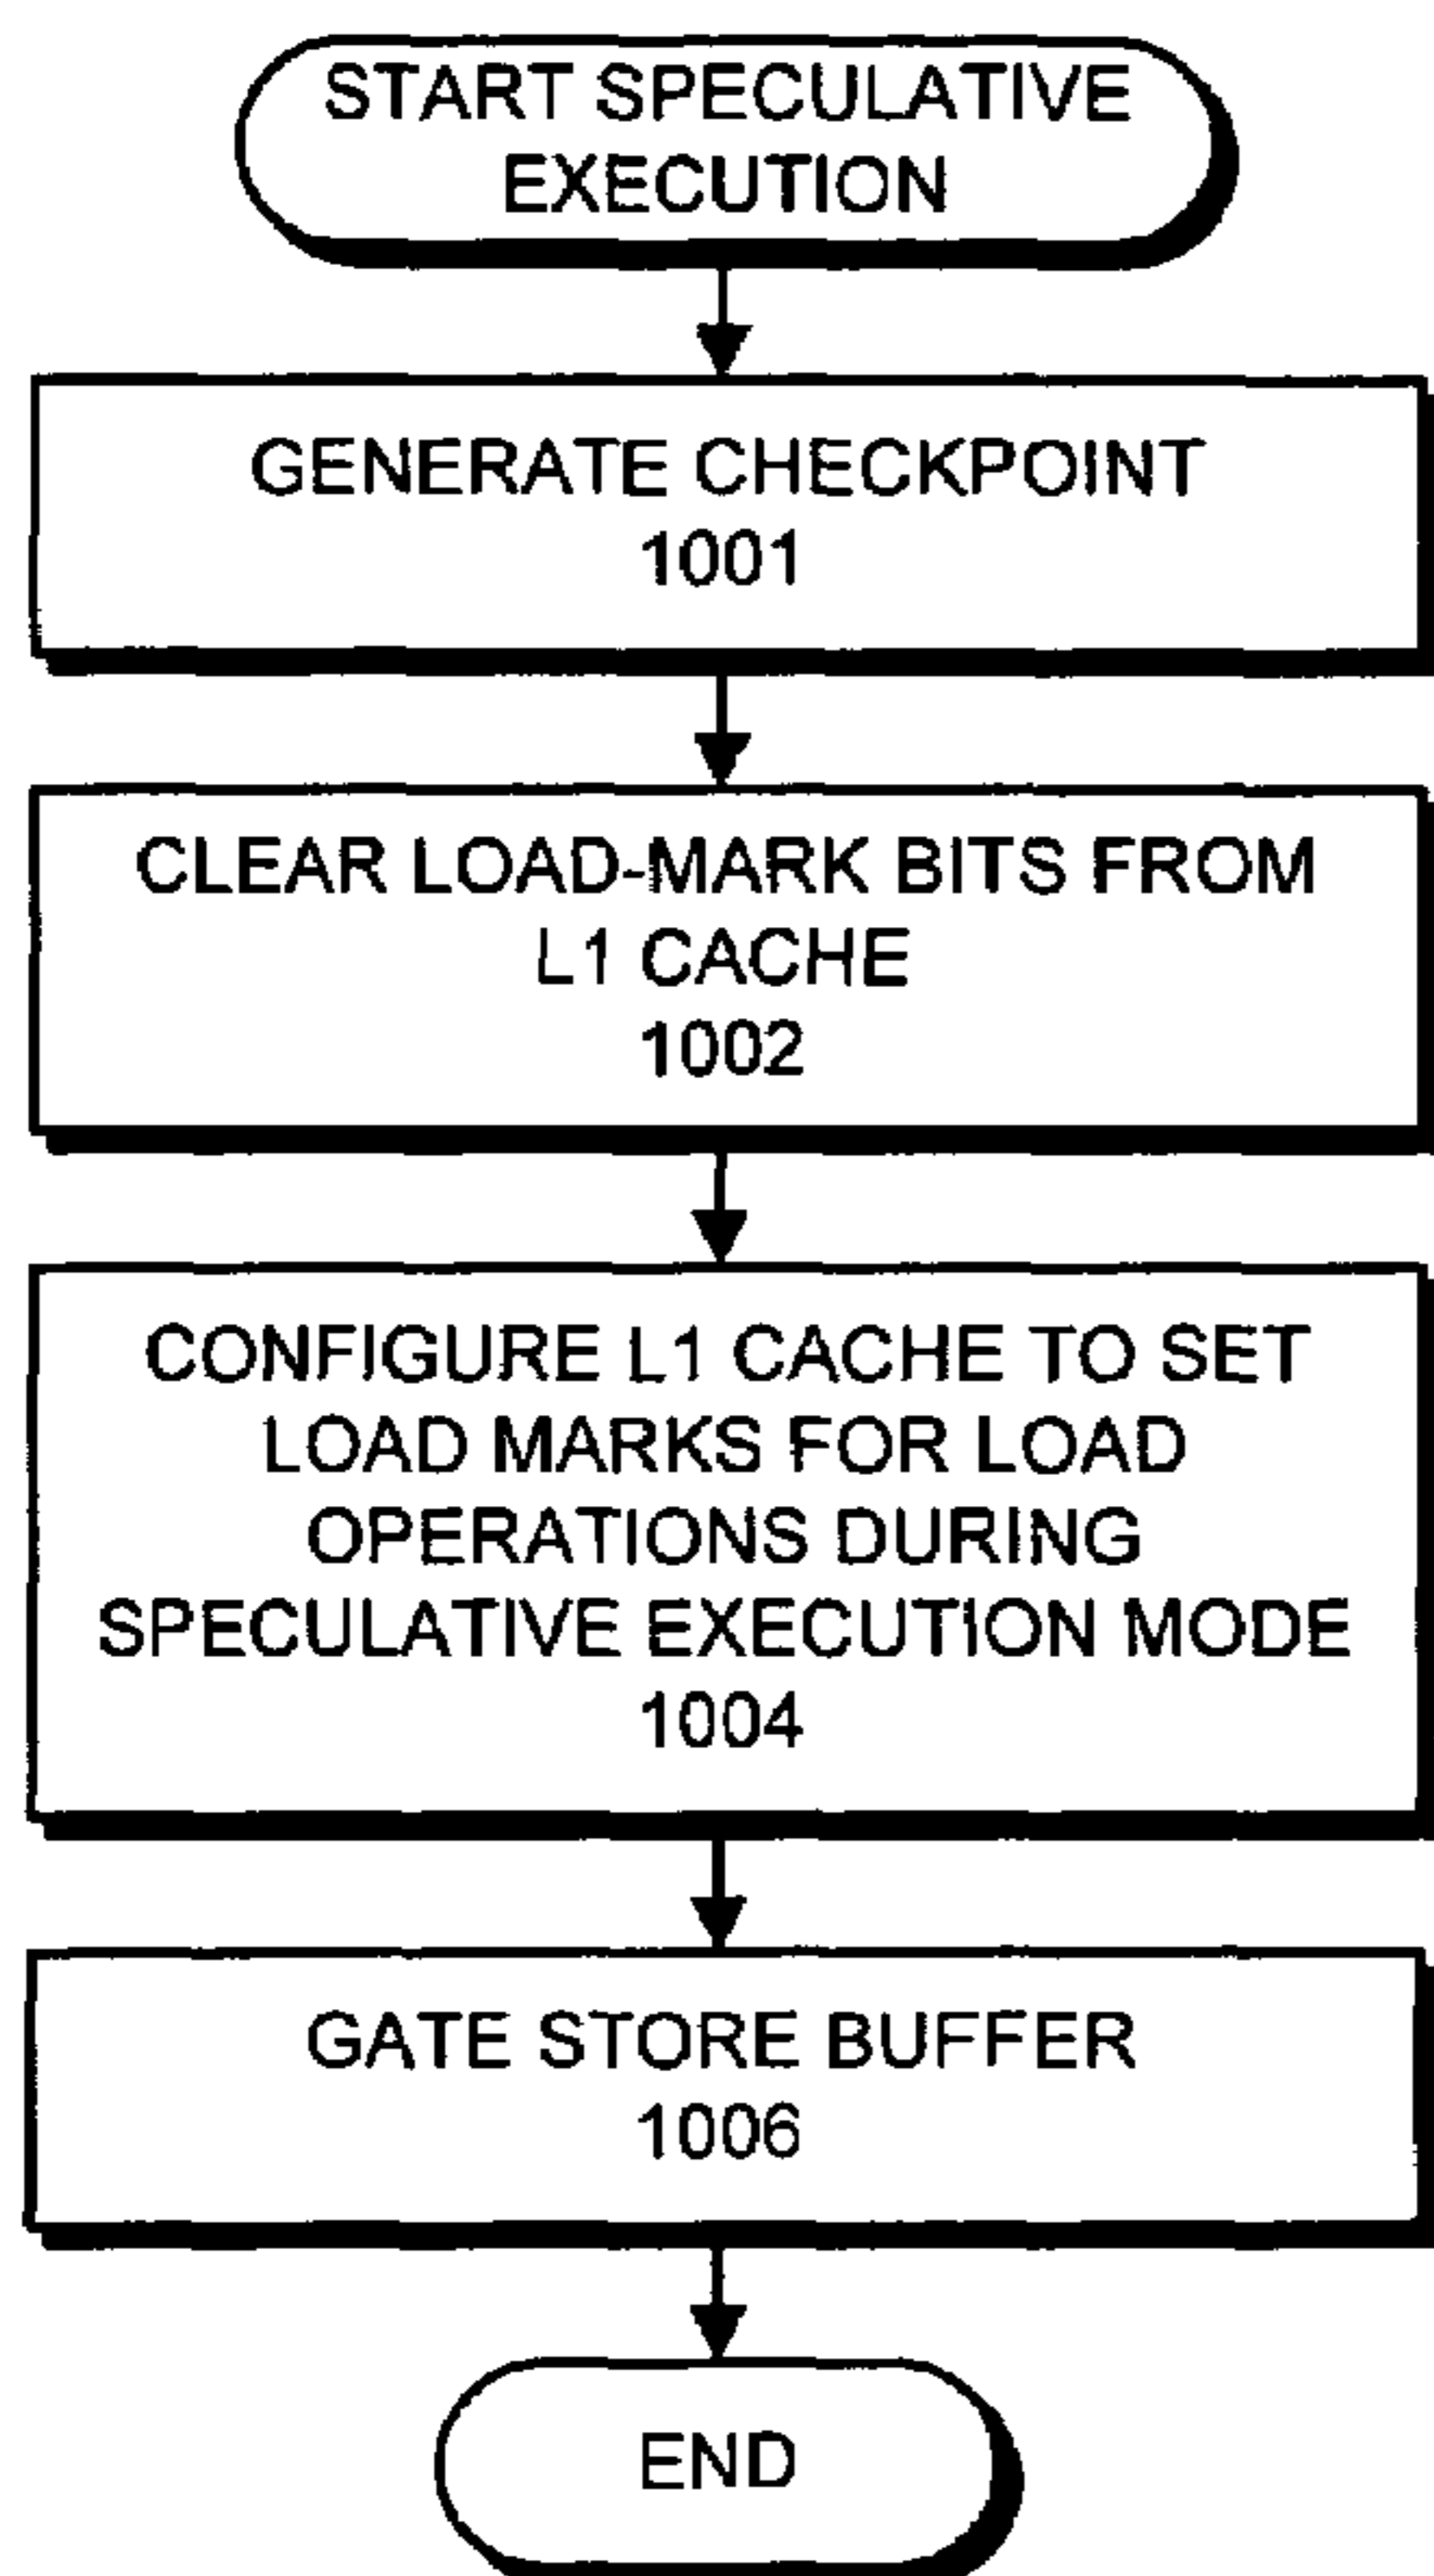 START SPECULATIVE
EXECUTION
GENERATE CHECKPOINT
1001
CLEAR LOAD-MARK BITS FROM
L1 CACHE
1002
CONFIGURE L1 CACHE TO SET
LOAD MARKS FOR LOAD
OPERATIONS DURING
SPECULATIVE EXECUTION MODE
1004
GATE STORE BUFFER
1006
END